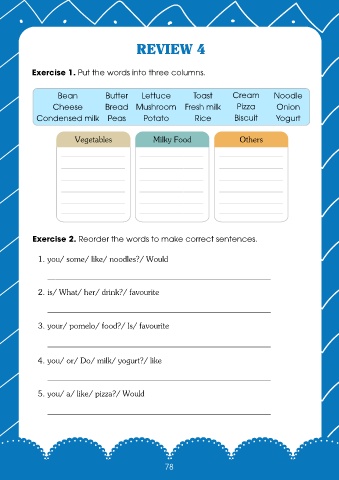 REVIEW 4
Exercise 1. Put the words into three columns.
Bean Butter Lettuce Toast Cream Noodle
Cheese Bread Mushroom Fresh milk Pizza Onion
Condensed milk Peas Potato Rice Biscuit Yogurt
Vegetables Milky Food Others
Exercise 2. Reorder the words to make correct sentences.
1. you/ some/ like/ noodles?/ Would
2. is/ What/ her/ drink?/ favourite
3. your/ pomelo/ food?/ Is/ favourite
4. you/ or/ Do/ milk/ yogurt?/ like
5. you/ a/ like/ pizza?/ Would
78